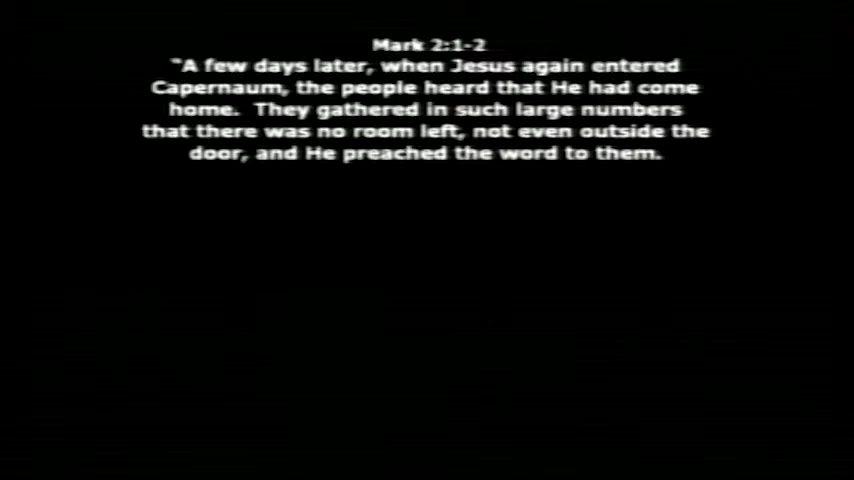 Mark 2:1-2
"A few days later, when Jesus again entered
Capernaum, the people heard that He had come
home.  They gathered in such large numbers
that there was no room left, not even outside the
door, and He preached the word to them.